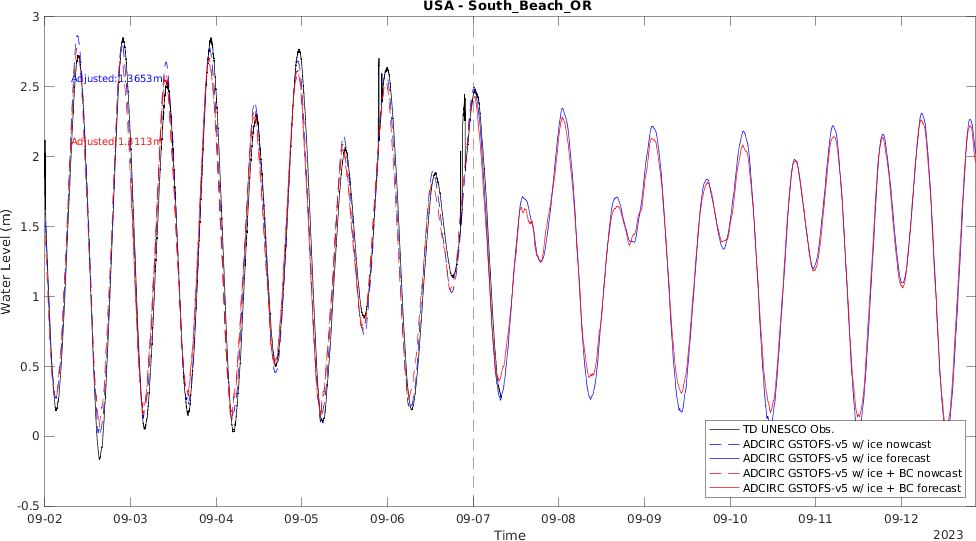 USA - South_Beach_OR
3
2.5
2
1.5
1
0.5
0
-0.5
Water Level (m)
Adjusted:1.3653m
Adjusted:1.3113m
TD UNESCO Obs.
ADCIRC GSTOFS-v5 w/ ice nowcast
ADCIRC GSTOFS-v5 w/ ice forecast
ADCIRC GSTOFS-v5 w/ ice + BC nowcast
ADCIRC GSTOFS-v5 w/ ice + BC forecast
09-02 09-03 09-04 09-05 09-06 09-07 09-08 09-09 09-10 09-11 09-12
Time
2023